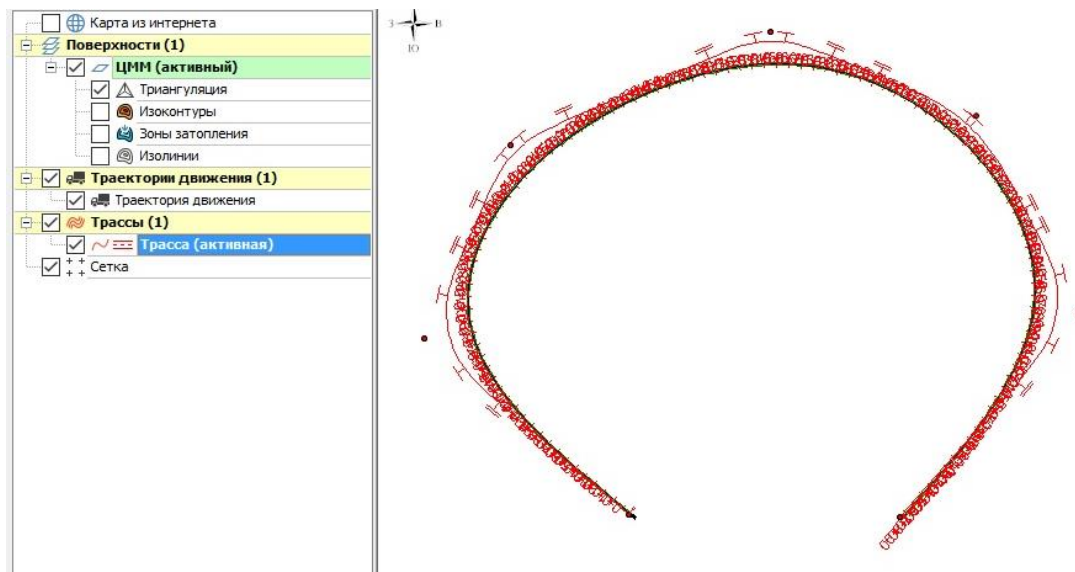 Карта из интернета
Поверхности (1)
ЦММ (активный)
Триангуляция
Изоконтуры
Зоны затопления
Изолинии
Траектории движения (1)
Траектория движения
Трассы (1)
Трасса (активная)
Сетка
З В
Ю